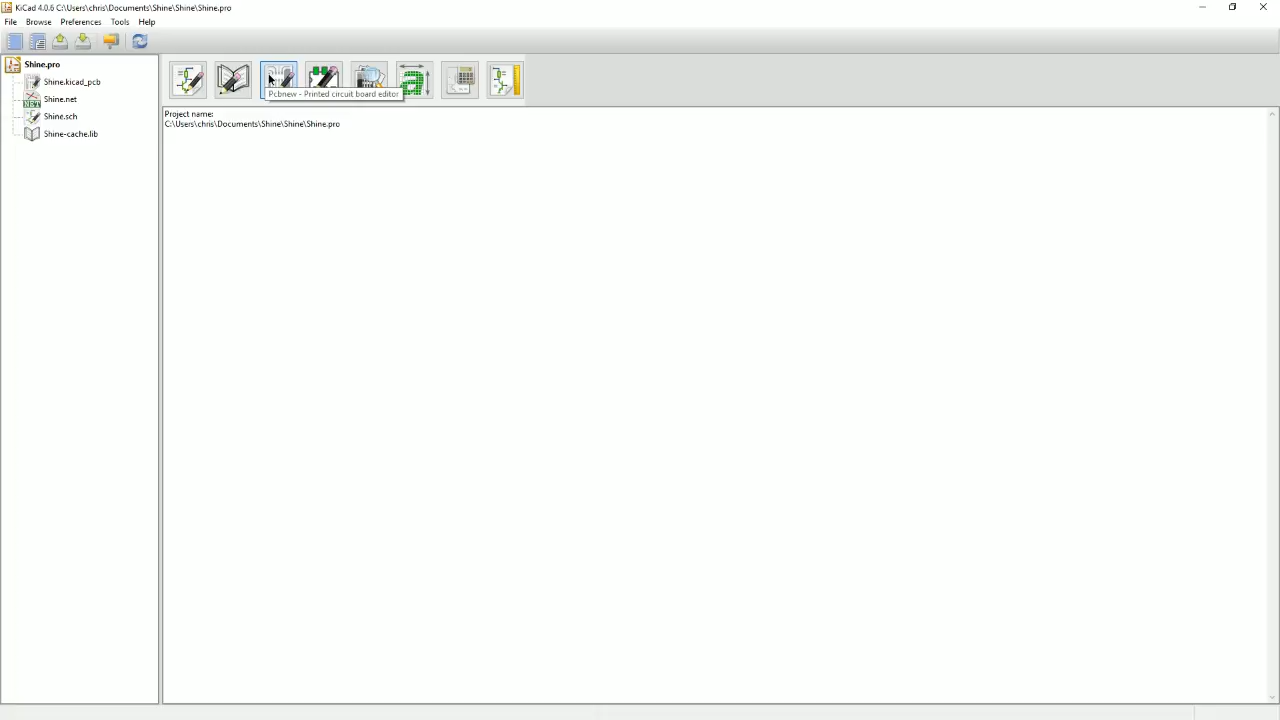 KiCad 4.0.6 C:\Users\chris\Documents\Shine\Shine\Shine.pro
File Browse Preferences Tools Help
Shine.pro
Shine.kicad_pcb
NET Shine.net
Shine.sch
Shine-cache.lib
a
Pcbnew - Printed circuit board editor
Project name:
C:\Users\chris\Documents\Shine\Shine\Shine.pro